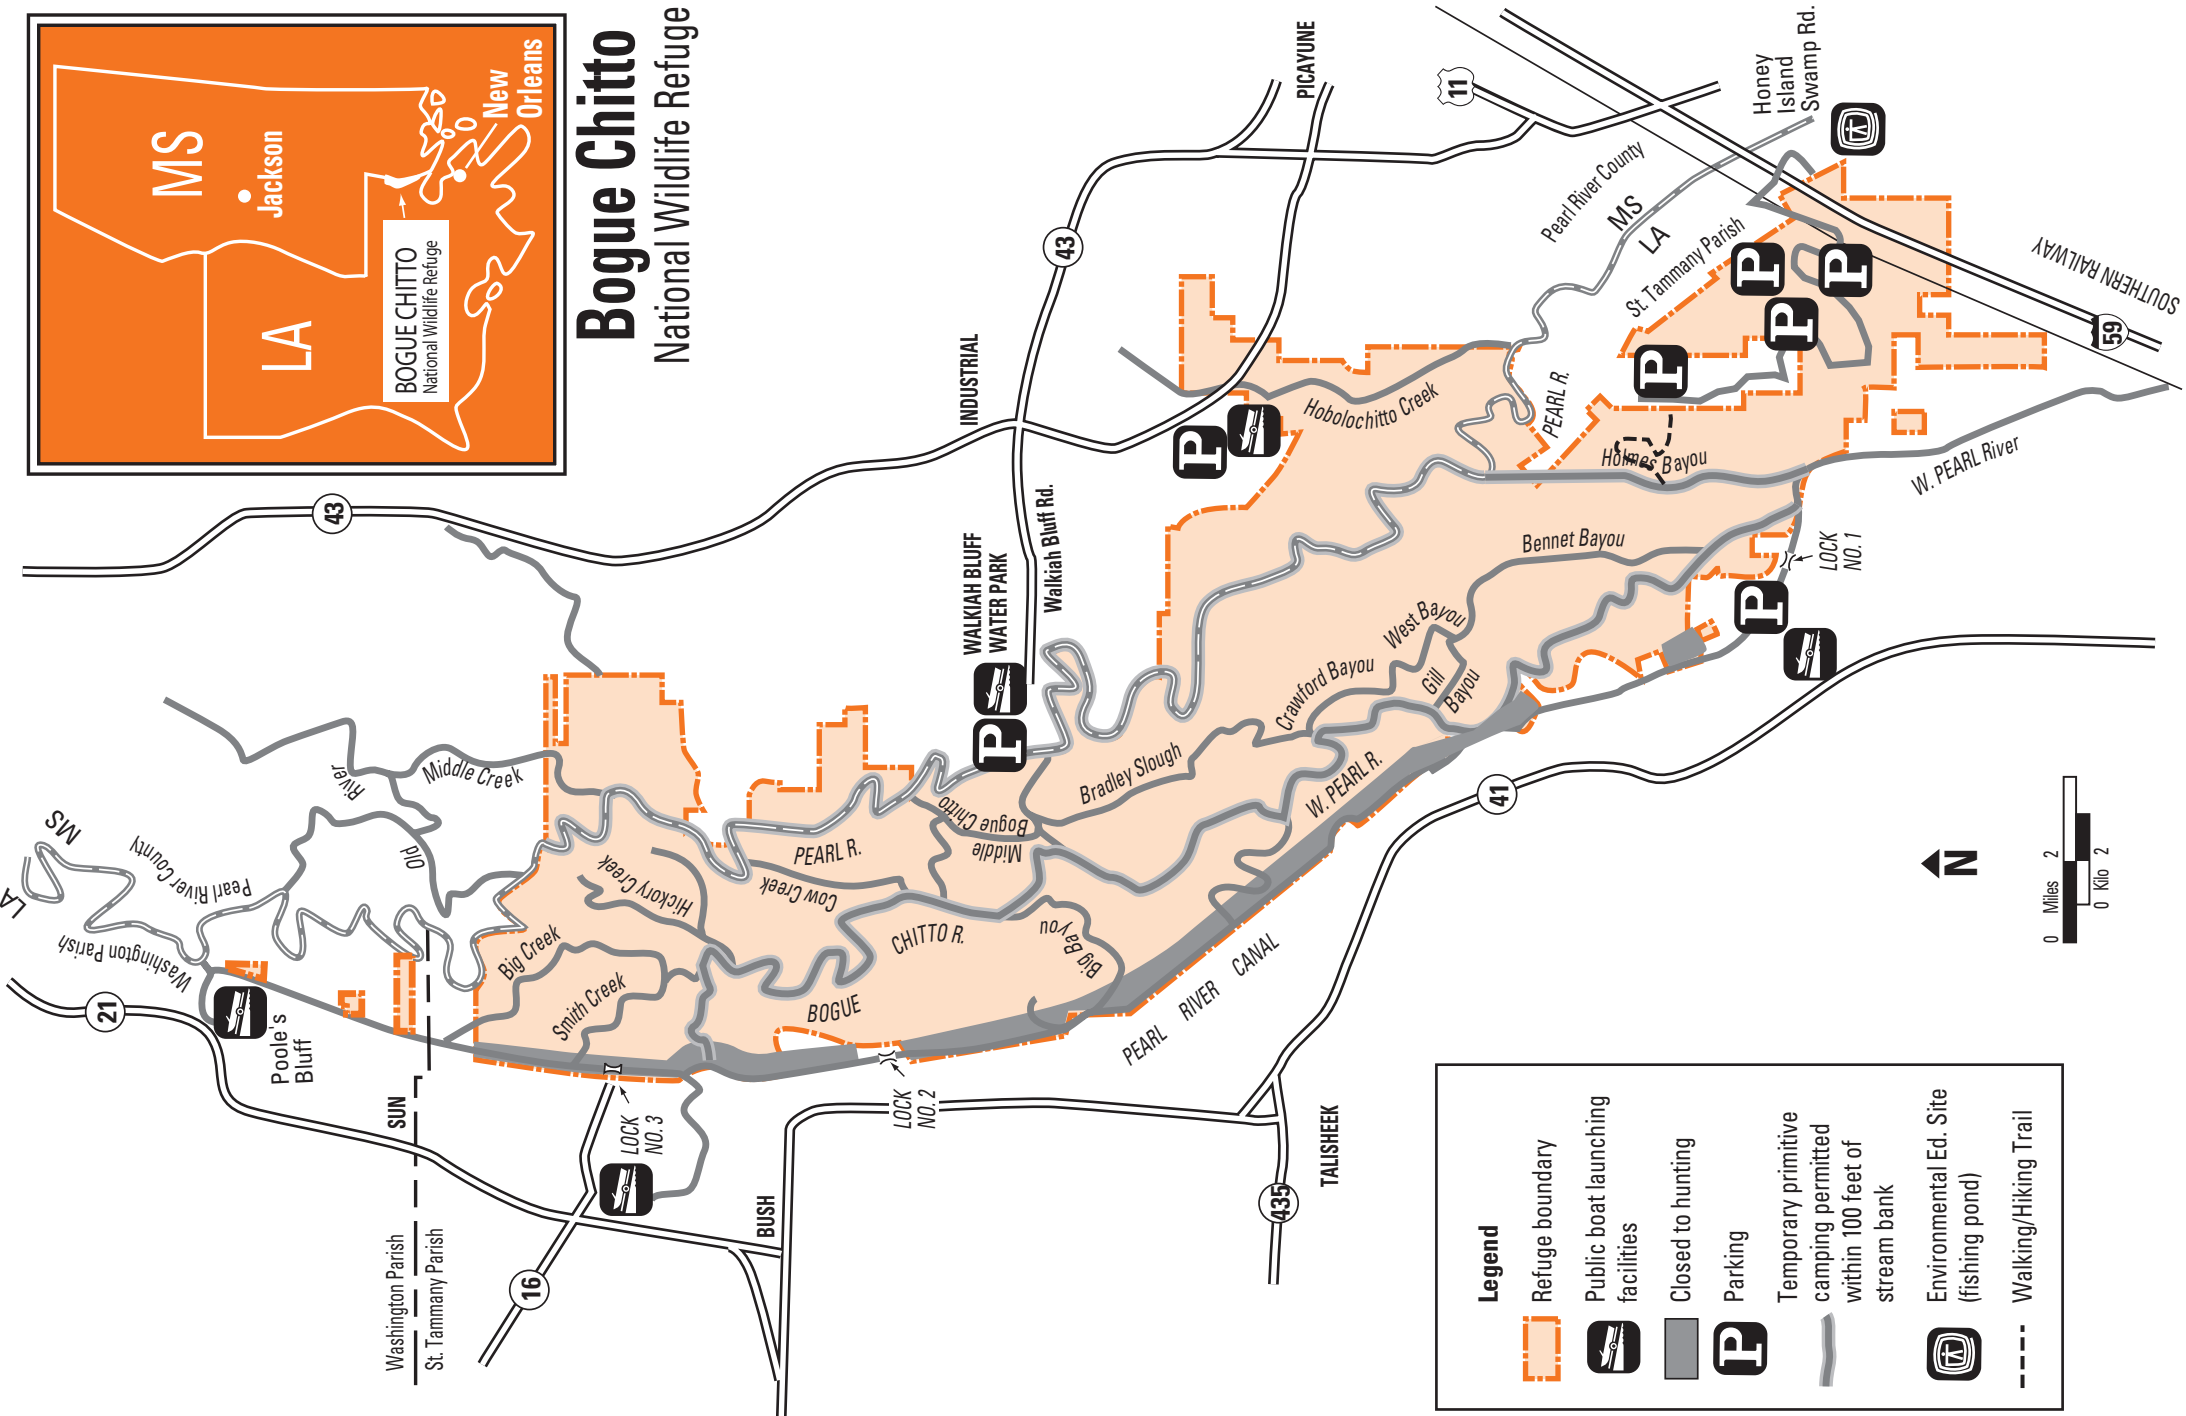 Bogue Chitto
National Wildlife Refuge
MS
Jackson
LA
New
Orleans
BOGUE CHITTO
National Wildlife Refuge
LA
MS
Washington Parish
Pearl River County
21
Poole's
Bluff
Old
River
Middle Creek
43
SUN
Washington Parish
St. Tammany Parish
16
LOCK
NO. 3
BUSH
LOCK
NO. 2
Big Creek
Smith Creek
Hickory Creek
Cow Creek
PEARL R.
BOGUE
CHITTO R.
Middle
Bogue Chitto
Big Bayou
Bradley Slough
WALKIAH BLUFF
WATER PARK
Walkiah Bluff Rd.
INDUSTRIAL
43
PICAYUNE
11
Hobolochitto Creek
Crawford Bayou
West Bayou
Gill
Bayou
Bennet Bayou
W. PEARL R.
PEARL RIVER CANAL
435
TALISHEEK
41
PEARL R.
Holmes Bayou
Pearl River County
MS
LA
St. Tammany Parish
Honey
Island
Swamp Rd.
LOCK
NO. 1
W. PEARL River
59
SOUTHERN RAILWAY
P
P
P
P
P
P
P
N
0 Miles 2
0 Kilo 2
Legend
Refuge boundary
Public boat launching
facilities
Closed to hunting
P
Parking
Temporary primitive
camping permitted
within 100 feet of
stream bank
Environmental Ed. Site
(fishing pond)
Walking/Hiking Trail